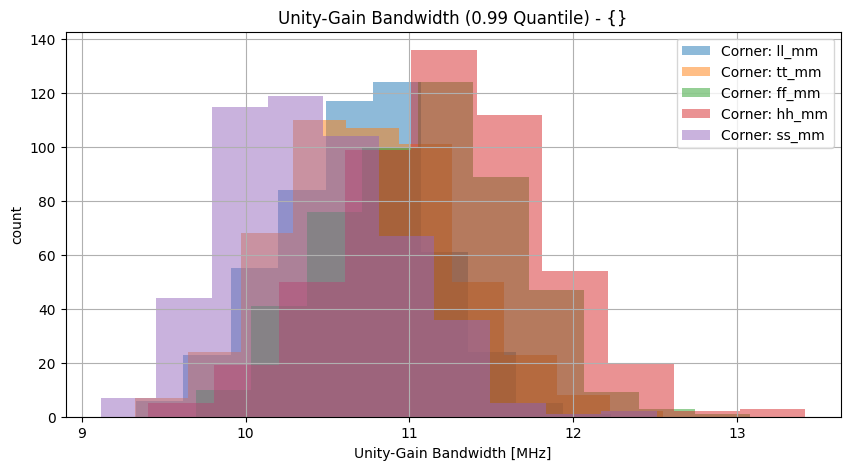 Unity-Gain Bandwidth (0.99 Quantile) - {}
140
120
100
80
60
40
20
0
count
Corner: ll_mm
Corner: tt_mm
Corner: ff_mm
Corner: hh_mm
Corner: ss_mm
9
10
11
12
13
Unity-Gain Bandwidth [MHz]